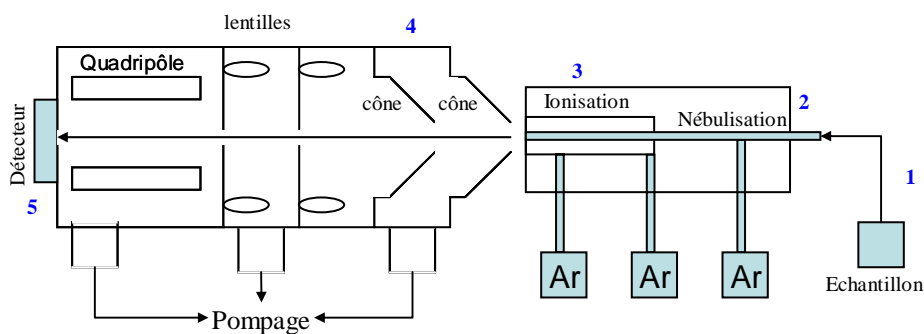 lentilles
4
Quadripôle
cône
cône
3
Ionisation
2
Nébulisation
Détecteur
1
5
Ar
Ar
Ar
Echantillon
Pompage